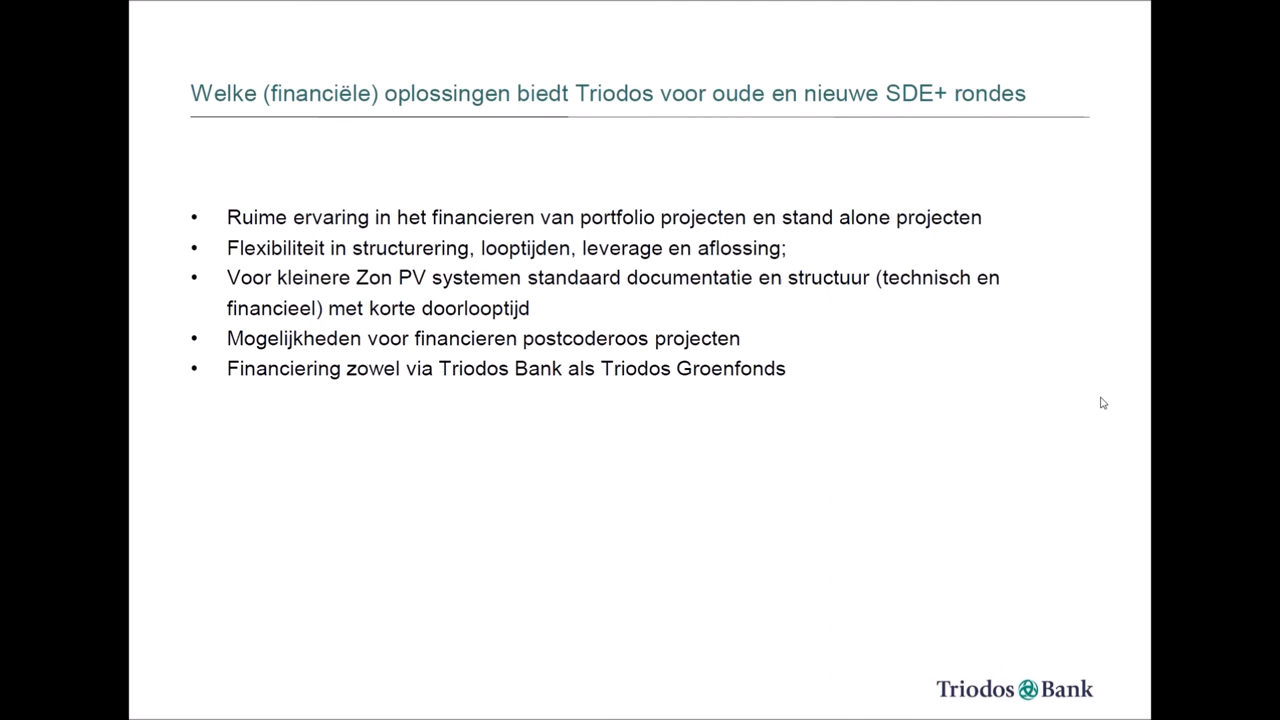 Welke (financiële) oplossingen biedt Triodos voor oude en nieuwe SDE+ rondes
• Ruime ervaring in het financieren van portfolio projecten en stand alone projecten
• Flexibiliteit in structurering, looptijden, leverage en aflossing;
• Voor kleinere Zon PV systemen standaard documentatie en structuur (technisch en
financieel) met korte doorlooptijd
• Mogelijkheden voor financieren postcoderoos projecten
• Financiering zowel via Triodos Bank als Triodos Groenfonds
Triodos Bank